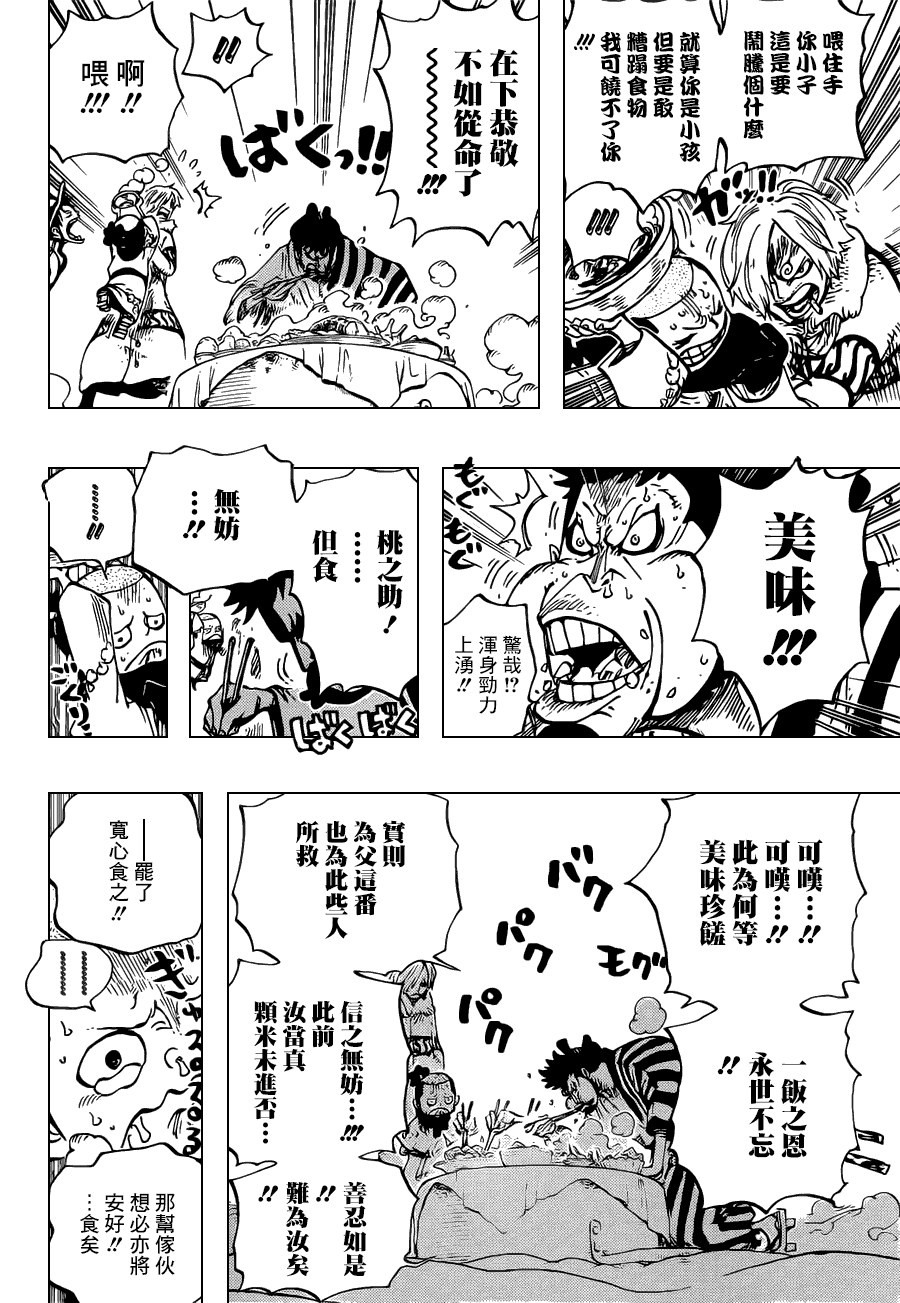 喂住手
你小子
這是要
鬧騰個什麼
就算你是小孩
但要是敢
糟蹋食物
我可饒不了你
!!!
ガッ!!
!!!
在下恭敬
不如從命了
〜〜〜!!!
!!
ばくっ!!
啊!!
喂!!!
美味!!!
もぐもぐ
驚哉!?
渾身勁力
上湧!!
桃之助!
……
但食
無妨
…!!
ばくばく
………!!
ごくり
可嘆…!!
可嘆…!!
此為何等
美味珍饈
一飯之恩
永世不忘
!!
バク
パク
パク
モグ
實則
為父這番
也為此些人
所救
信之無妨…!!!
此前
汝當真
顆米未進否…
!!
善忍如是
!!
難為汝矣
——罷了
寬心食之!!
…………
ぎゅるるる
那幫傢伙
想必亦將
安好!!
…食矣